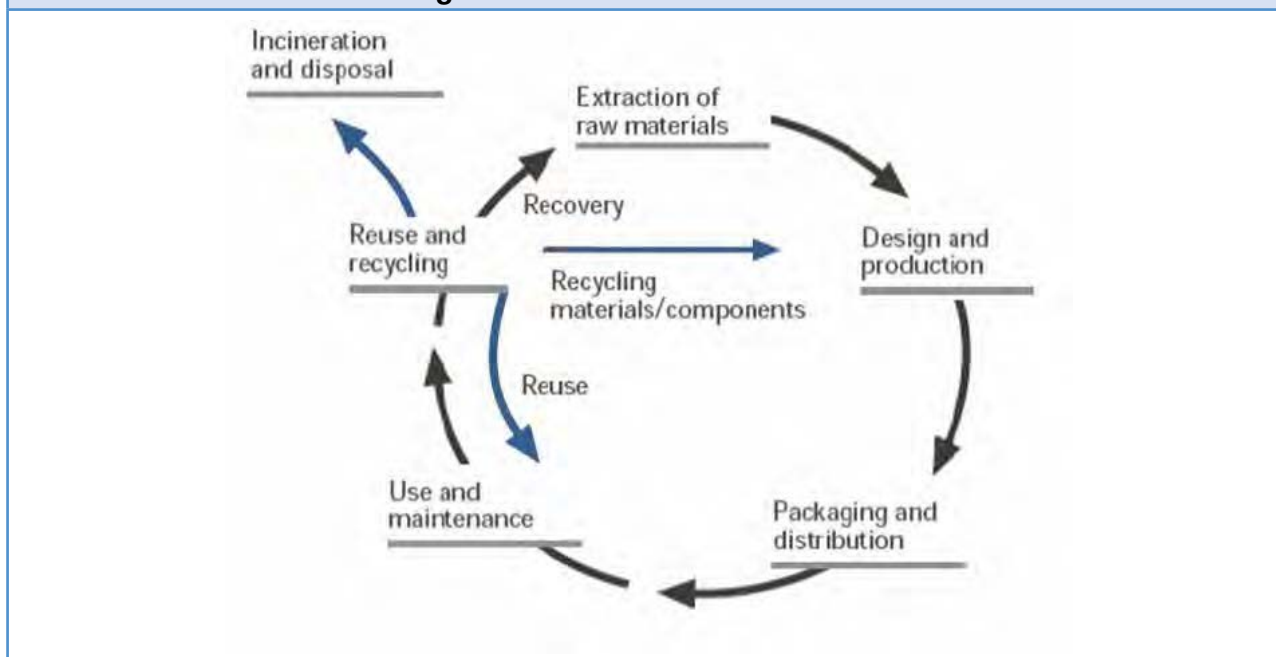 Incineration
and disposal
Extraction of
raw materials
Recovery
Reuse and
recycling
Design and
production
Recycling
materials/components
Reuse
Use and
maintenance
Packaging and
distribution